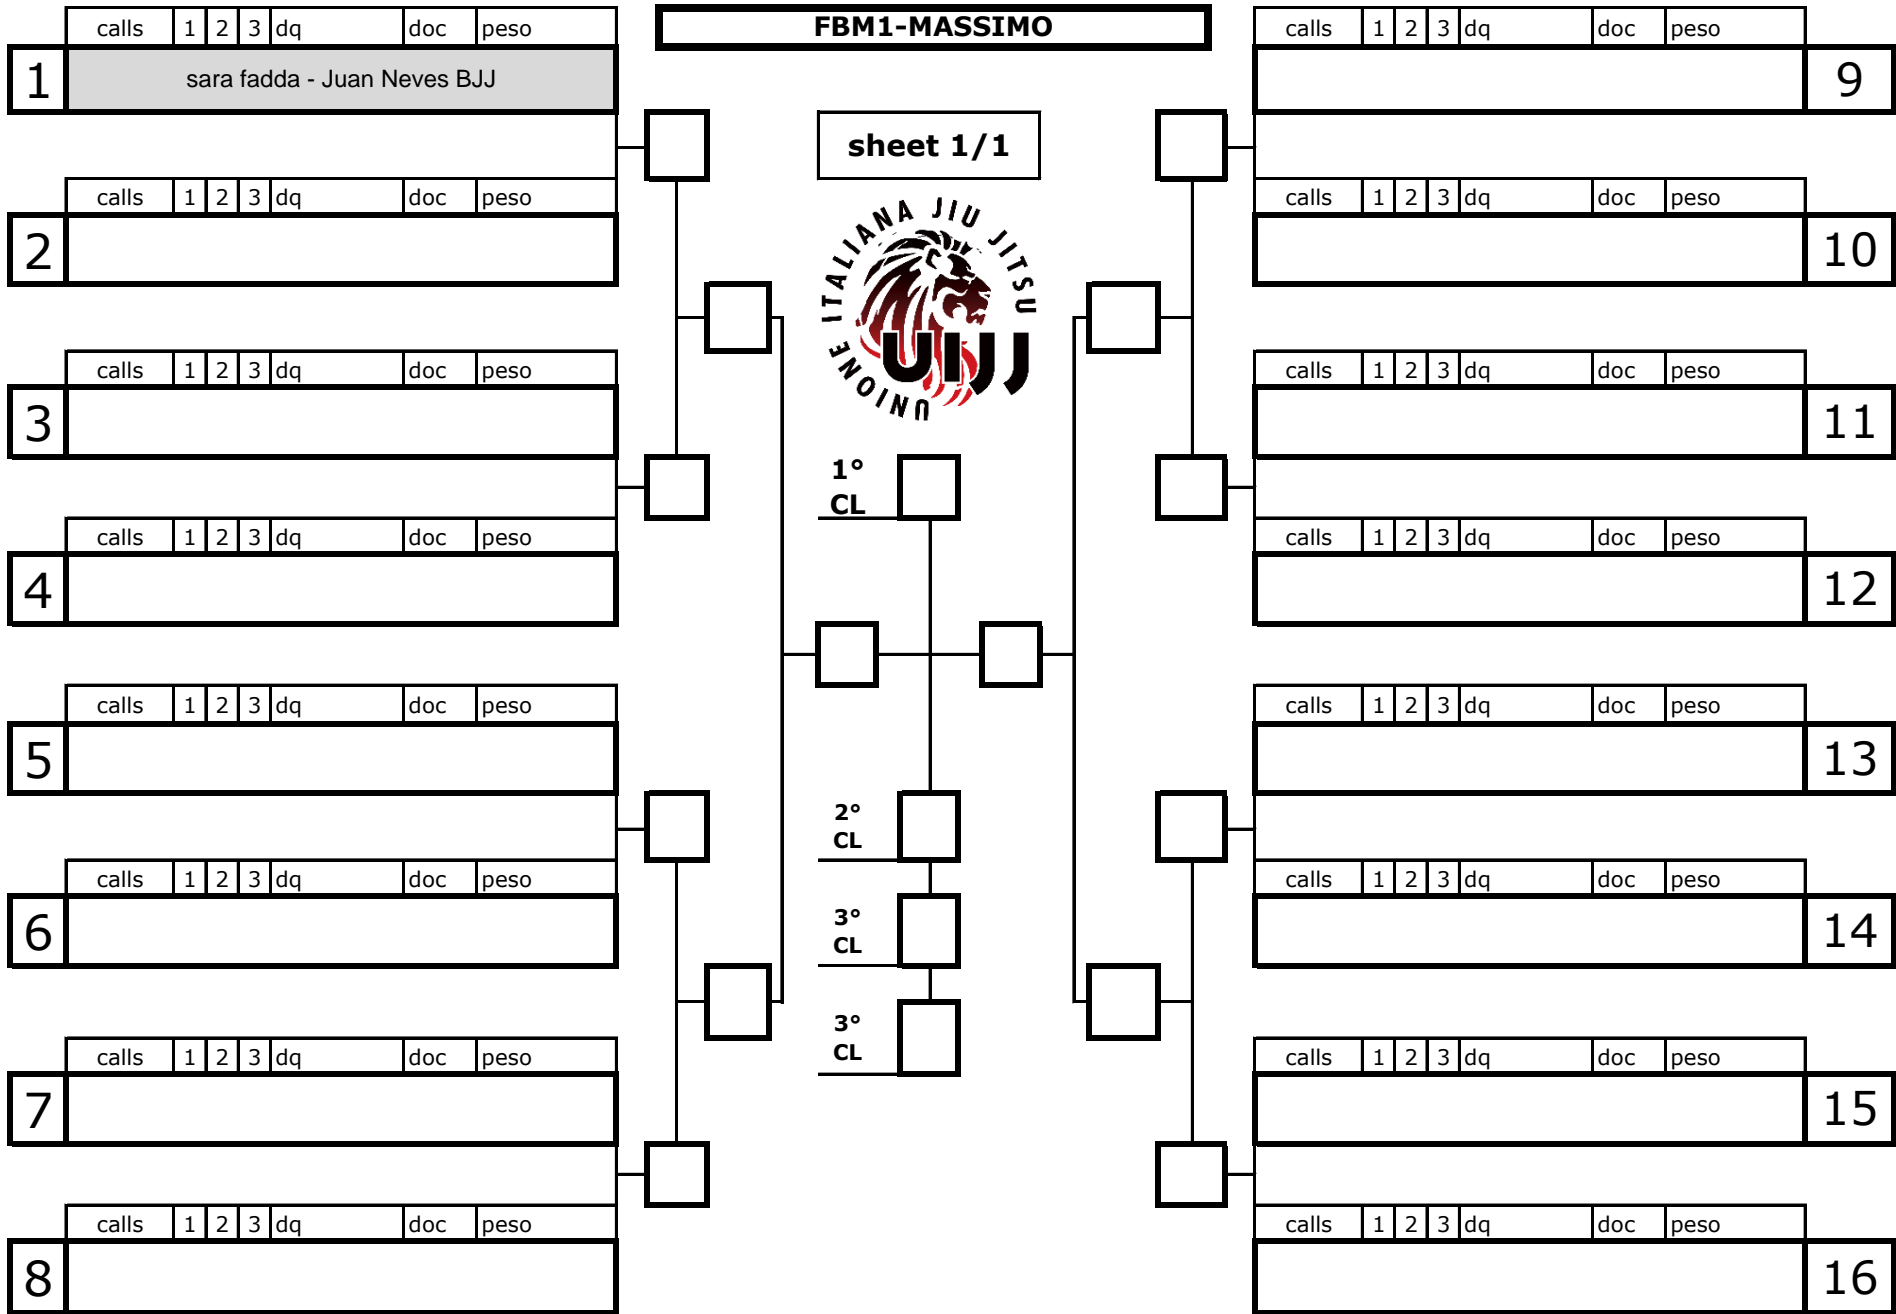 FBM1-MASSIMO
sheet 1/1
UNIONE ITALIANA JIU JITSU
UIJJ
calls 1 2 3 dq doc peso
1 sara fadda - Juan Neves BJJ
calls 1 2 3 dq doc peso
2
calls 1 2 3 dq doc peso
3
calls 1 2 3 dq doc peso
4
calls 1 2 3 dq doc peso
5
calls 1 2 3 dq doc peso
6
calls 1 2 3 dq doc peso
7
calls 1 2 3 dq doc peso
8
1°
CL
2°
CL
3°
CL
3°
CL
calls 1 2 3 dq doc peso
9
calls 1 2 3 dq doc peso
10
calls 1 2 3 dq doc peso
11
calls 1 2 3 dq doc peso
12
calls 1 2 3 dq doc peso
13
calls 1 2 3 dq doc peso
14
calls 1 2 3 dq doc peso
15
calls 1 2 3 dq doc peso
16